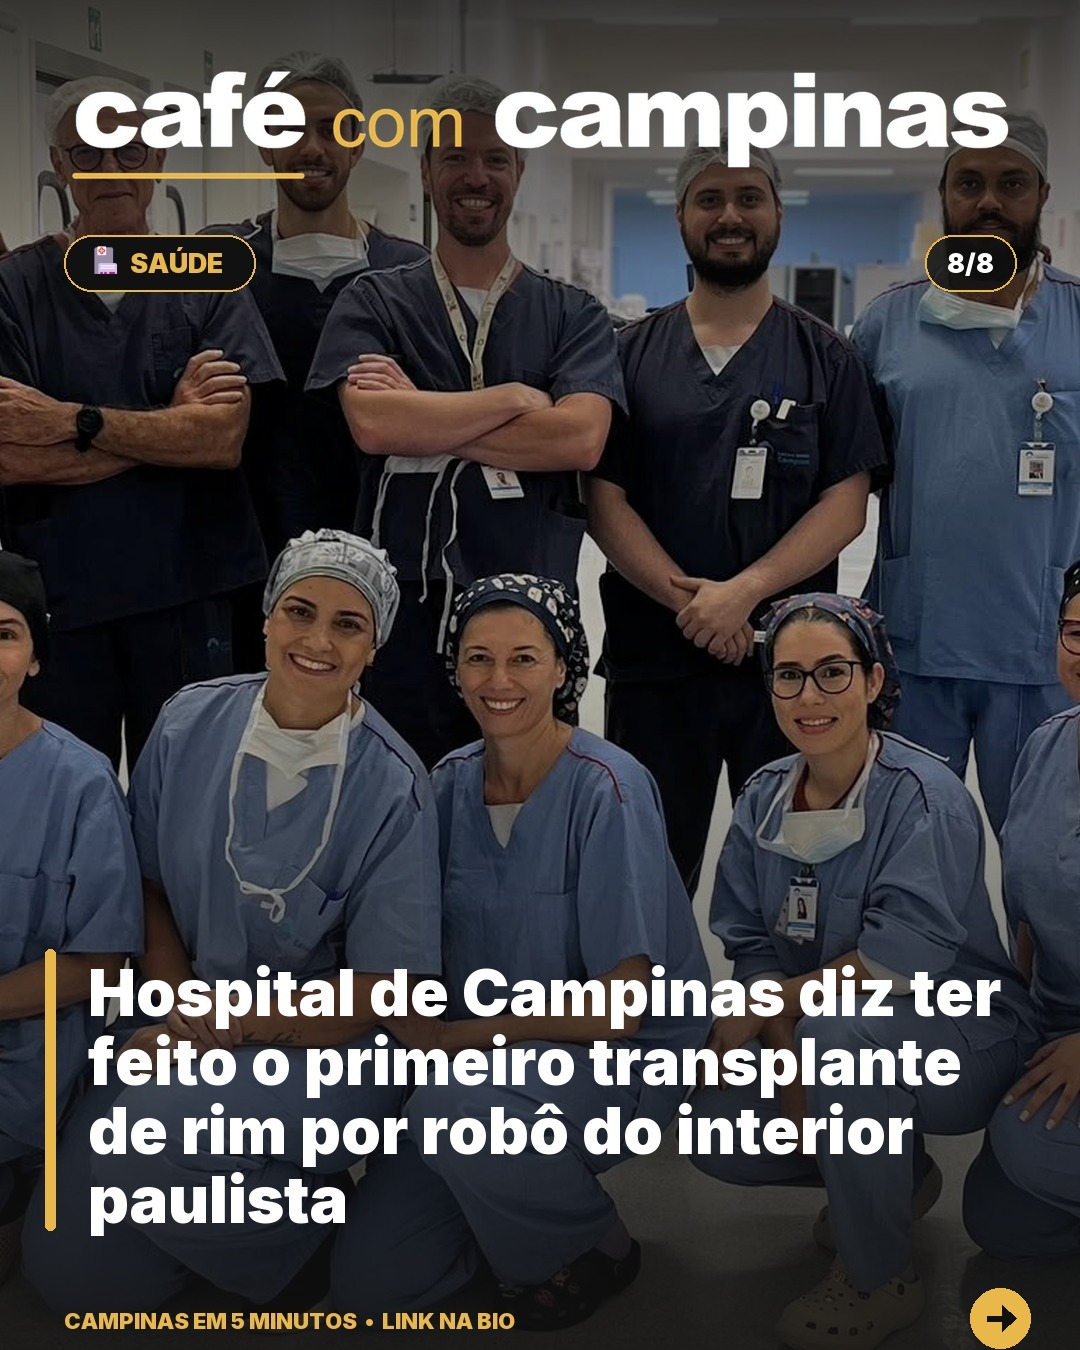 café com campinas
SAÚDE
8/8
Hospital de Campinas diz ter
feito o primeiro transplante
de rim por robô do interior
paulista
CAMPINAS EM 5 MINUTOS • LINK NA BIO